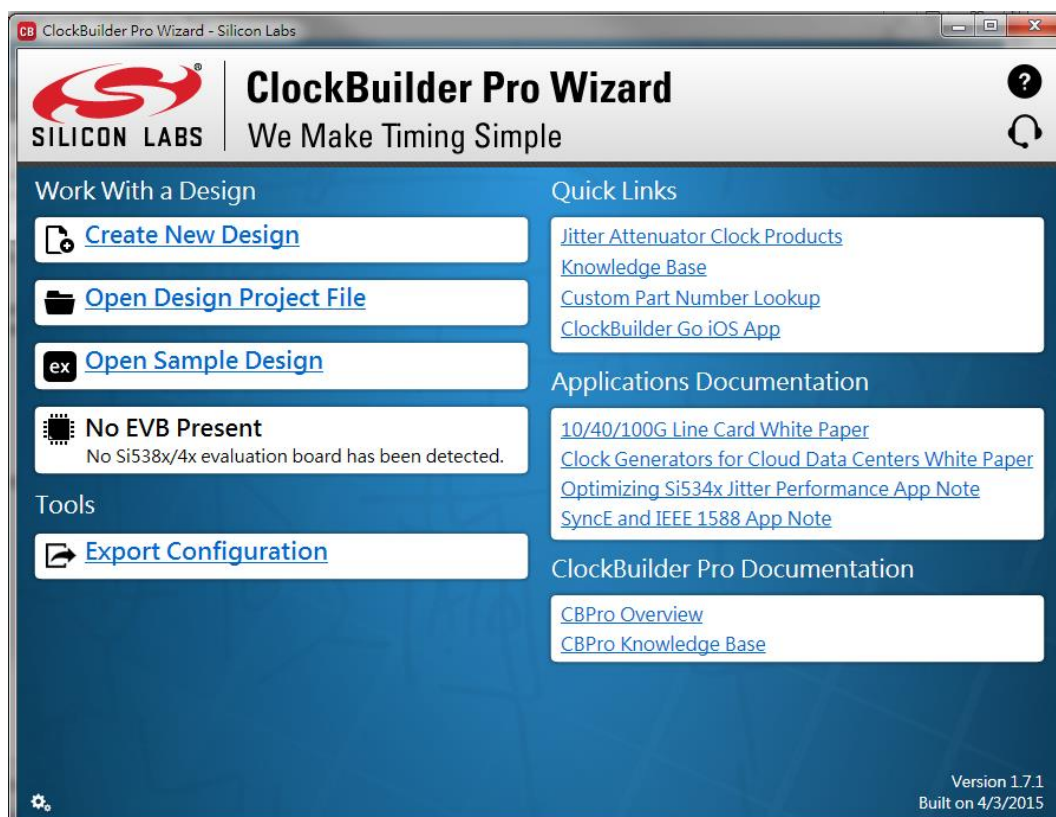 CB ClockBuilder Pro Wizard - Silicon Labs
SILICON LABS
®
ClockBuilder Pro Wizard
We Make Timing Simple
?
Work With a Design
Create New Design
Open Design Project File
ex Open Sample Design
No EVB Present
No Si538x/4x evaluation board has been detected.
Tools
Export Configuration
Quick Links
Jitter Attenuator Clock Products
Knowledge Base
Custom Part Number Lookup
ClockBuilder Go iOS App
Applications Documentation
10/40/100G Line Card White Paper
Clock Generators for Cloud Data Centers White Paper
Optimizing Si534x Jitter Performance App Note
SyncE and IEEE 1588 App Note
ClockBuilder Pro Documentation
CBPro Overview
CBPro Knowledge Base
Version 1.7.1
Built on 4/3/2015